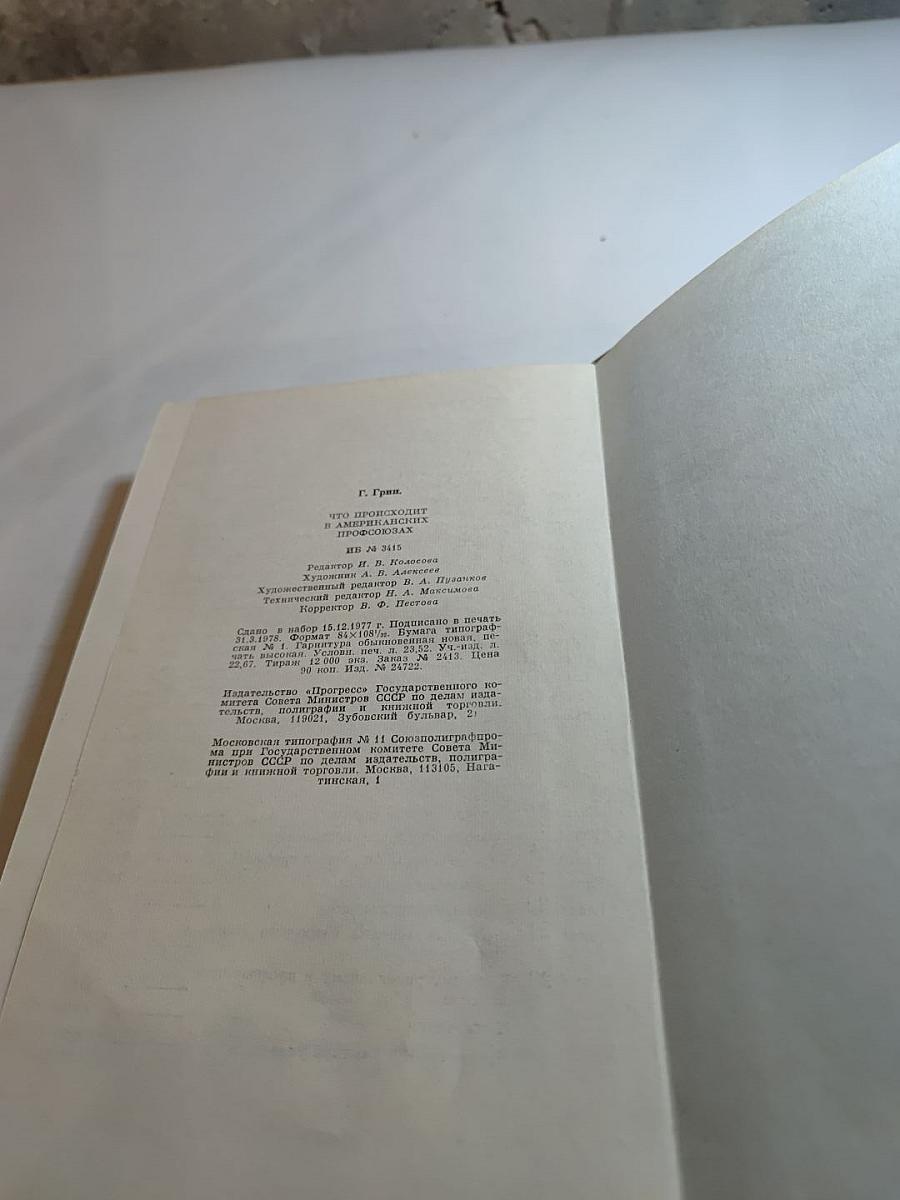 Г. Грин.
ЧТО ПРОИСХОДИТ
В АМЕРИКАНСКИХ
ПРОФСОЮЗАХ
ИБ № 3415
Редактор И. В. Колосова
Художник А. В. Алексеев
Художественный редактор В. А. Пузанков
Технический редактор Н. А. Максимова
Корректор В. Ф. Пестова
Сдано в набор 15.12.1977 г. Подписано в печать
31.3.1978. Формат 84×108¹/₃₂. Бумага типограф-
ская № 1. Гарнитура обыкновенная новая, пе-
чать высокая. Условн. печ. л. 23,52. Уч.-изд. л.
22,67. Тираж 12 000 экз. Заказ № 2413. Цена
90 коп. Изд. № 24722.
Издательство «Прогресс» Государственного ко-
митета Совета Министров СССР по делам изда-
тельств, полиграфии и книжной торговли.
Москва, 119021, Зубовский бульвар,
Московская типография № 11 Союзполиграфпро-
ма при Государственном комитете Совета Ми-
нистров СССР по делам издательств, полигра-
фии и книжной торговли. Москва, 113105, Нага-
тинская, 1